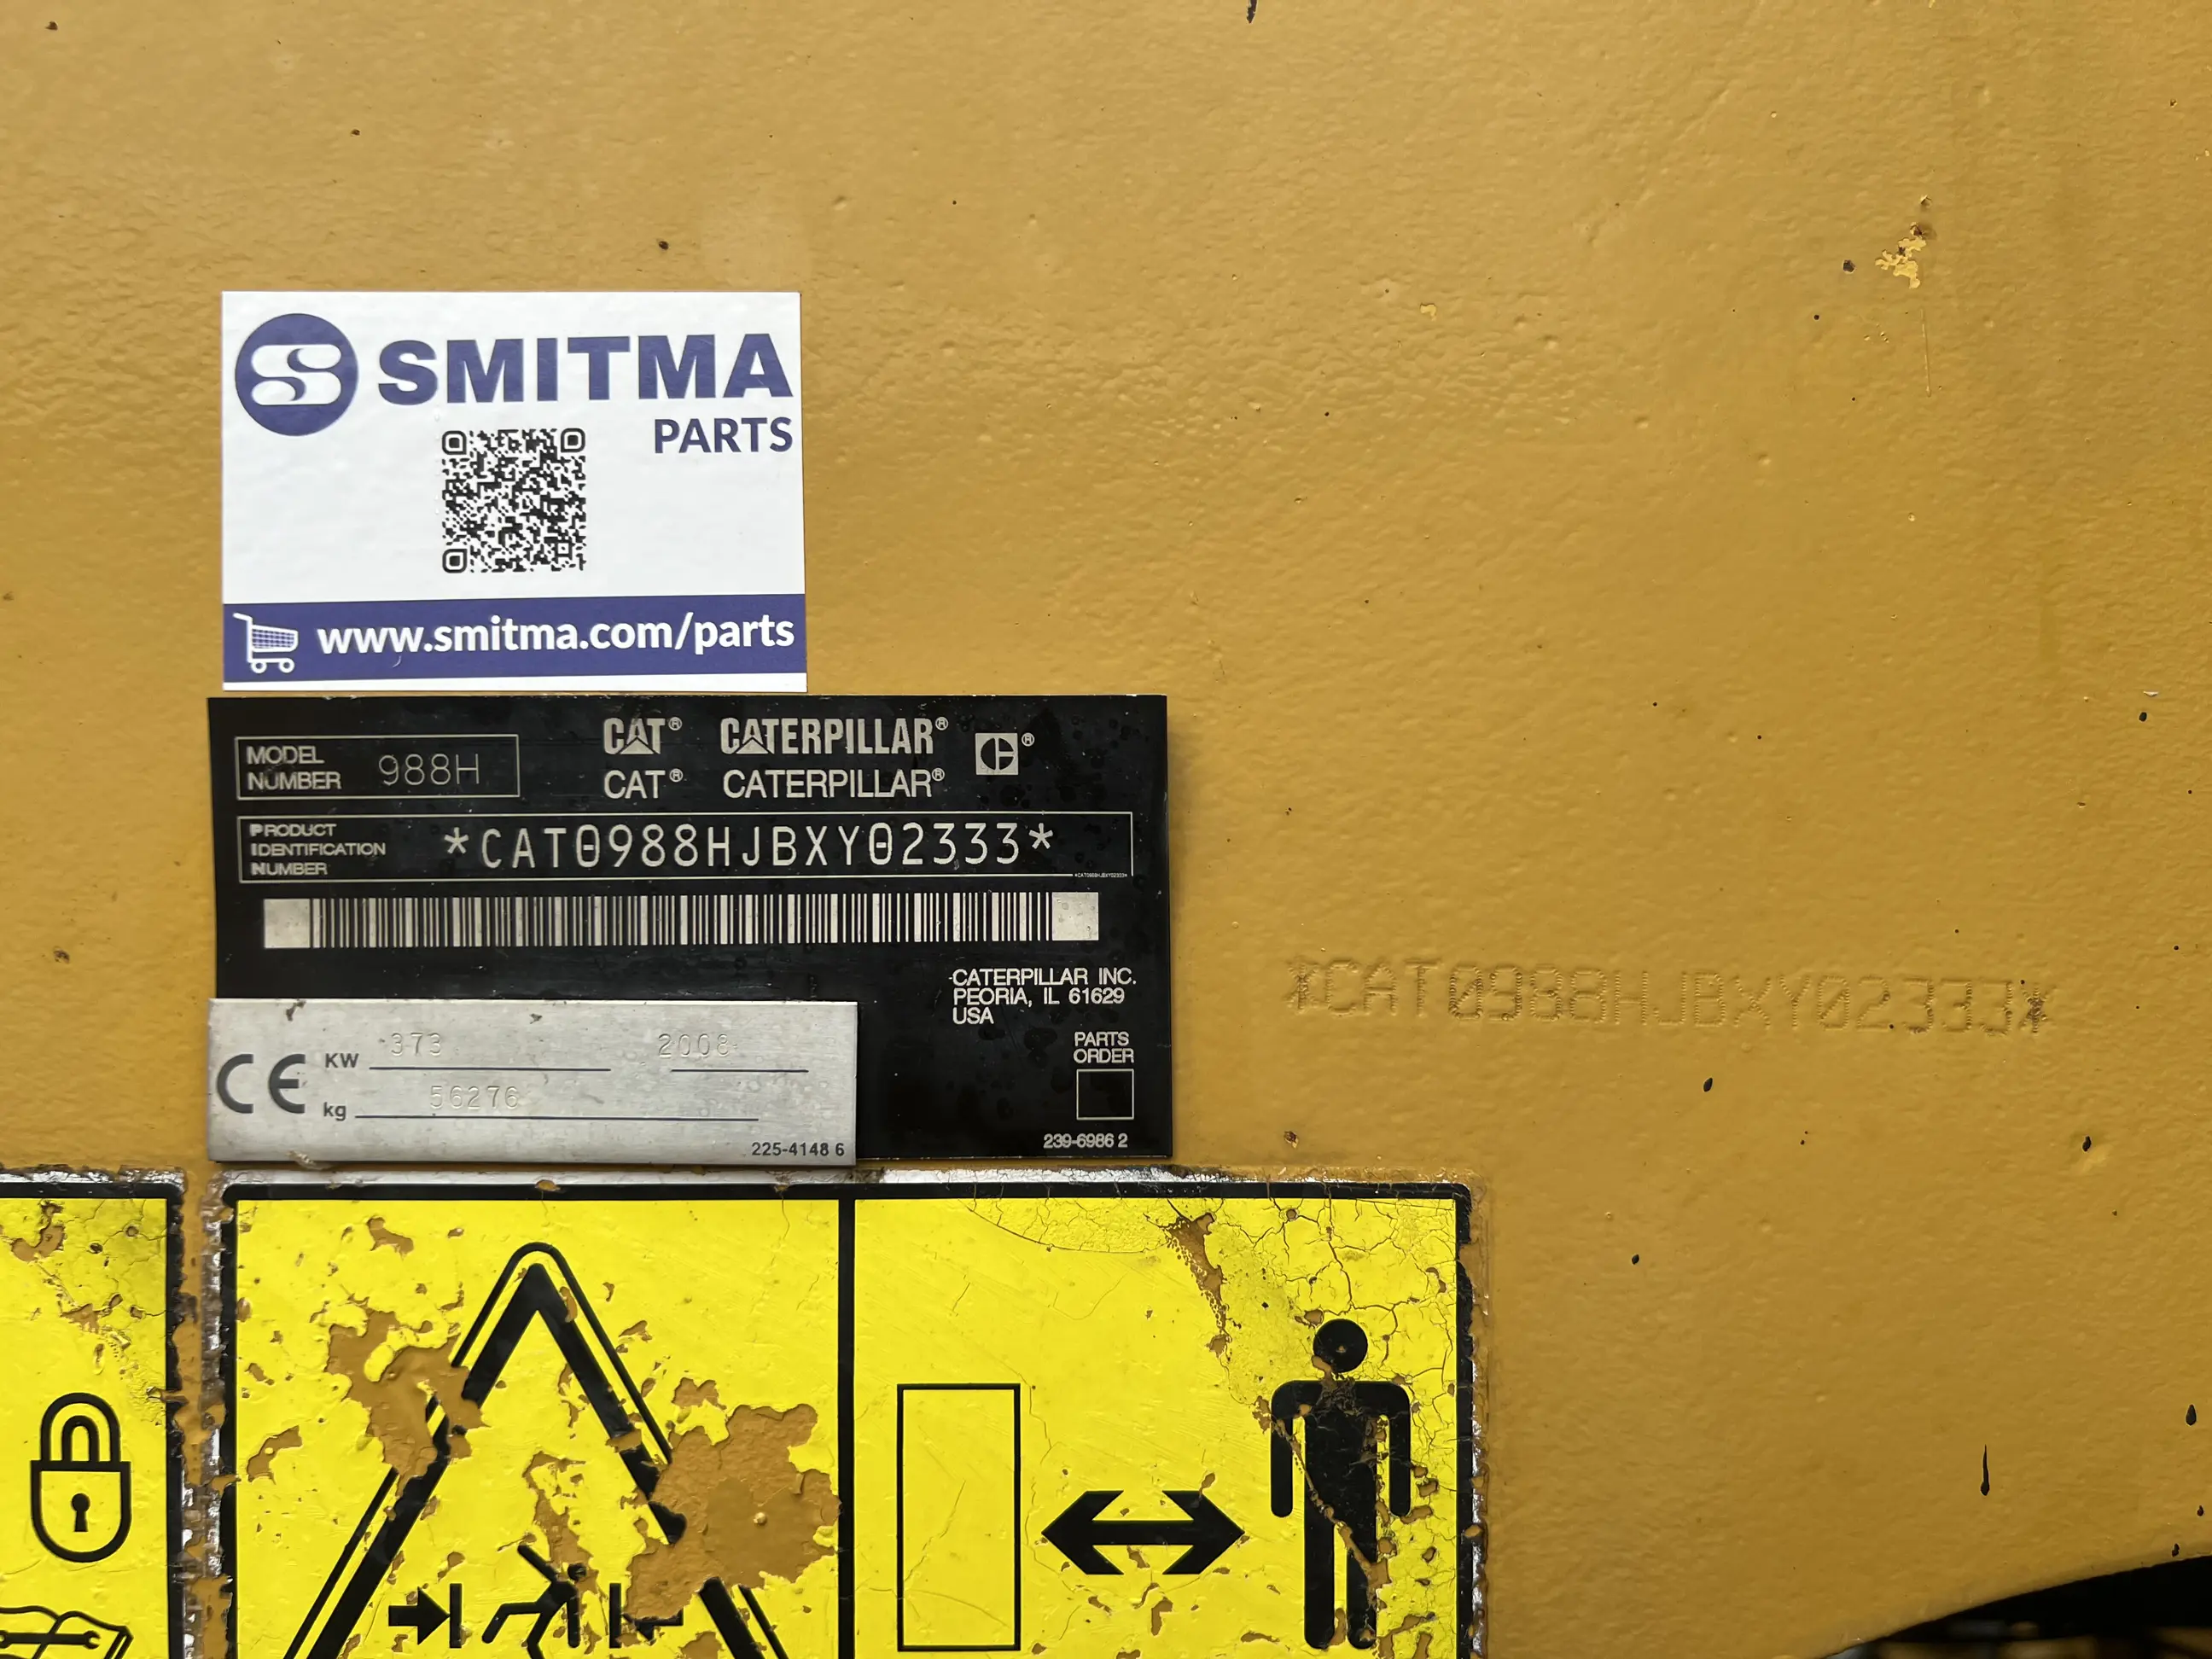 SMITMA
PARTS
www.smitma.com/parts
MODEL NUMBER 988H
CAT® CATERPILLAR® ®
CAT® CATERPILLAR®
PRODUCT IDENTIFICATION NUMBER *CAT0988HJBXY02333*
*CAT0988HJBXY02333*
CATERPILLAR INC.
PEORIA, IL 61629
USA
PARTS
ORDER
239-6986 2
CE
KW 373 2008
kg 56276
225-4148 6
*CAT0988HJBXY02333*